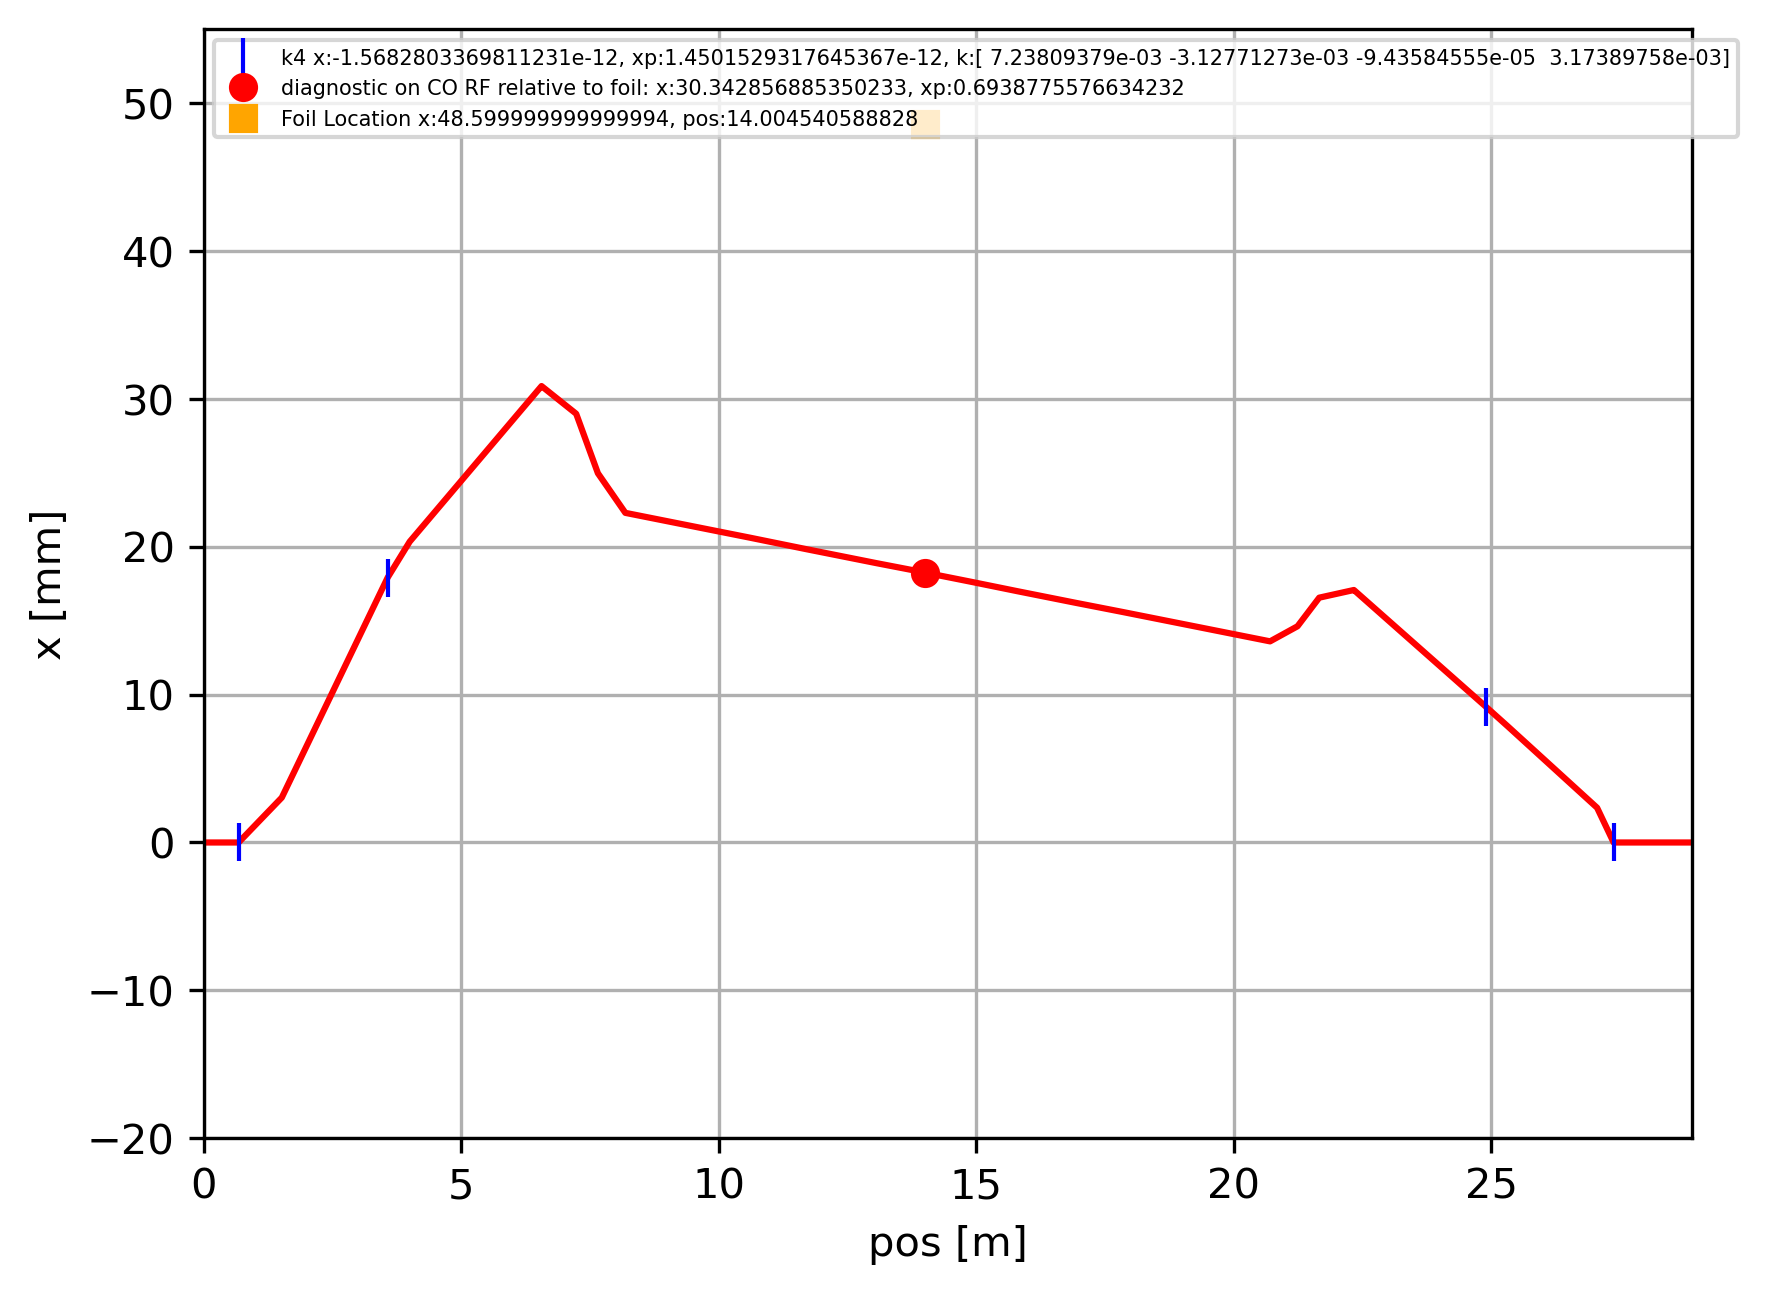 k4 x:-1.5682803369811231e-12, xp:1.4501529317645367e-12, k:[ 7.23809379e-03 -3.12771273e-03 -9.43584555e-05  3.17389758e-03]
diagnostic on CO RF relative to foil: x:30.342856885350233, xp:0.6938775576634232
Foil Location x:48.599999999999994, pos:14.004540588828
50
40
30
20
10
0
−10
−20
x [mm]
0 5 10 15 20 25
pos [m]